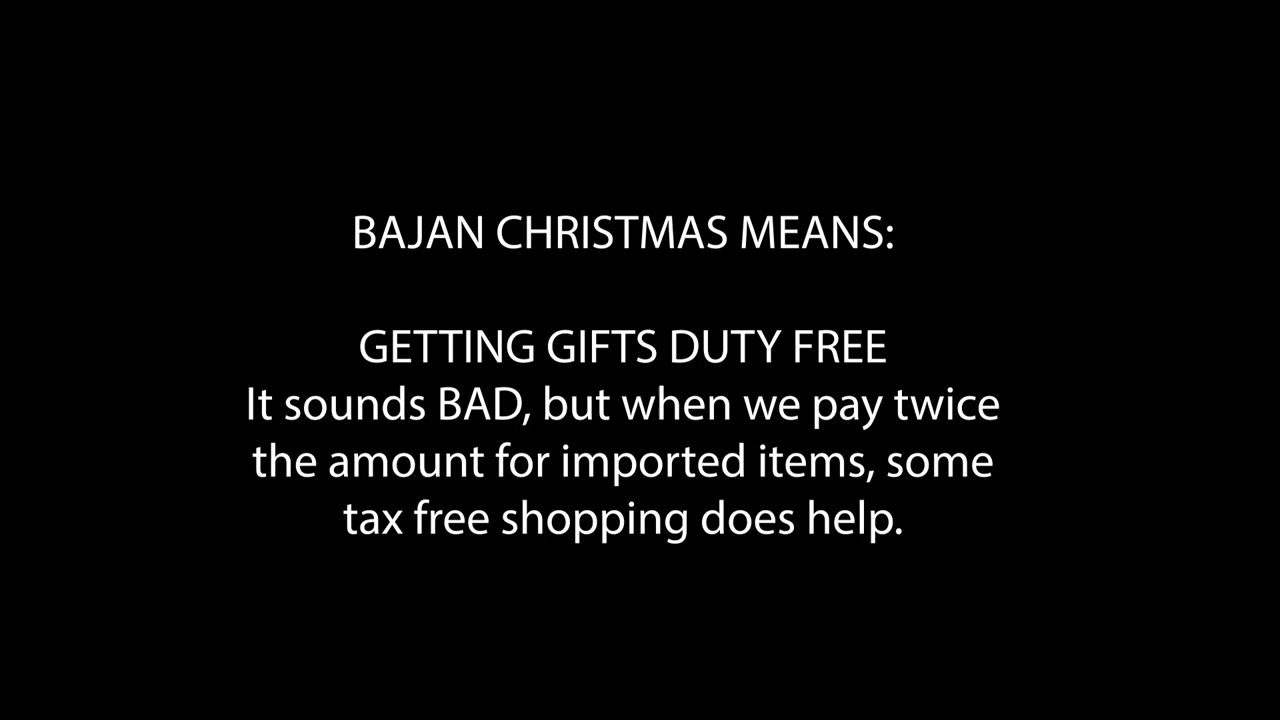 BAJAN CHRISTMAS MEANS:
GETTING GIFTS DUTY FREE
It sounds BAD, but when we pay twice
the amount for imported items, some
tax free shopping does help.